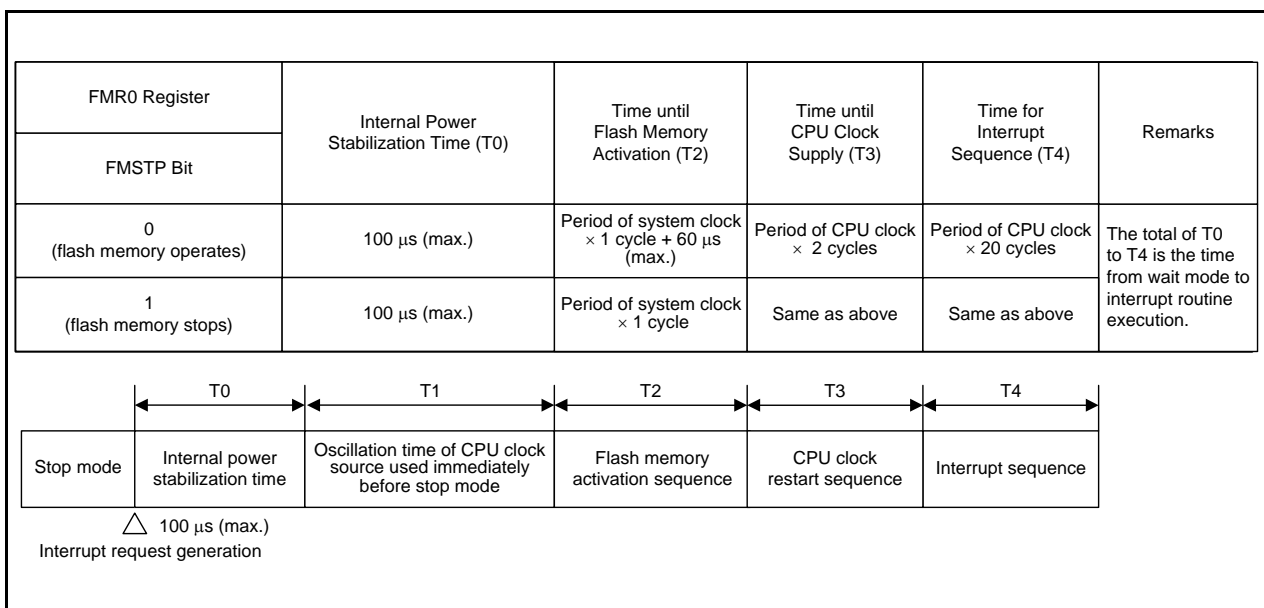 FMR0 Register
FMSTP Bit
Internal Power
Stabilization Time (T0)
Time until
Flash Memory
Activation (T2)
Time until
CPU Clock
Supply (T3)
Time for
Interrupt
Sequence (T4)
Remarks
0
(flash memory operates)
100 μs (max.)
Period of system clock
× 1 cycle + 60 μs
(max.)
Period of CPU clock
× 2 cycles
Period of CPU clock
× 20 cycles
The total of T0
to T4 is the time
from wait mode to
interrupt routine
execution.
1
(flash memory stops)
100 μs (max.)
Period of system clock
× 1 cycle
Same as above
Same as above
T0
T1
T2
T3
T4
Stop mode
Internal power
stabilization time
Oscillation time of CPU clock
source used immediately
before stop mode
Flash memory
activation sequence
CPU clock
restart sequence
Interrupt sequence
100 μs (max.)
Interrupt request generation